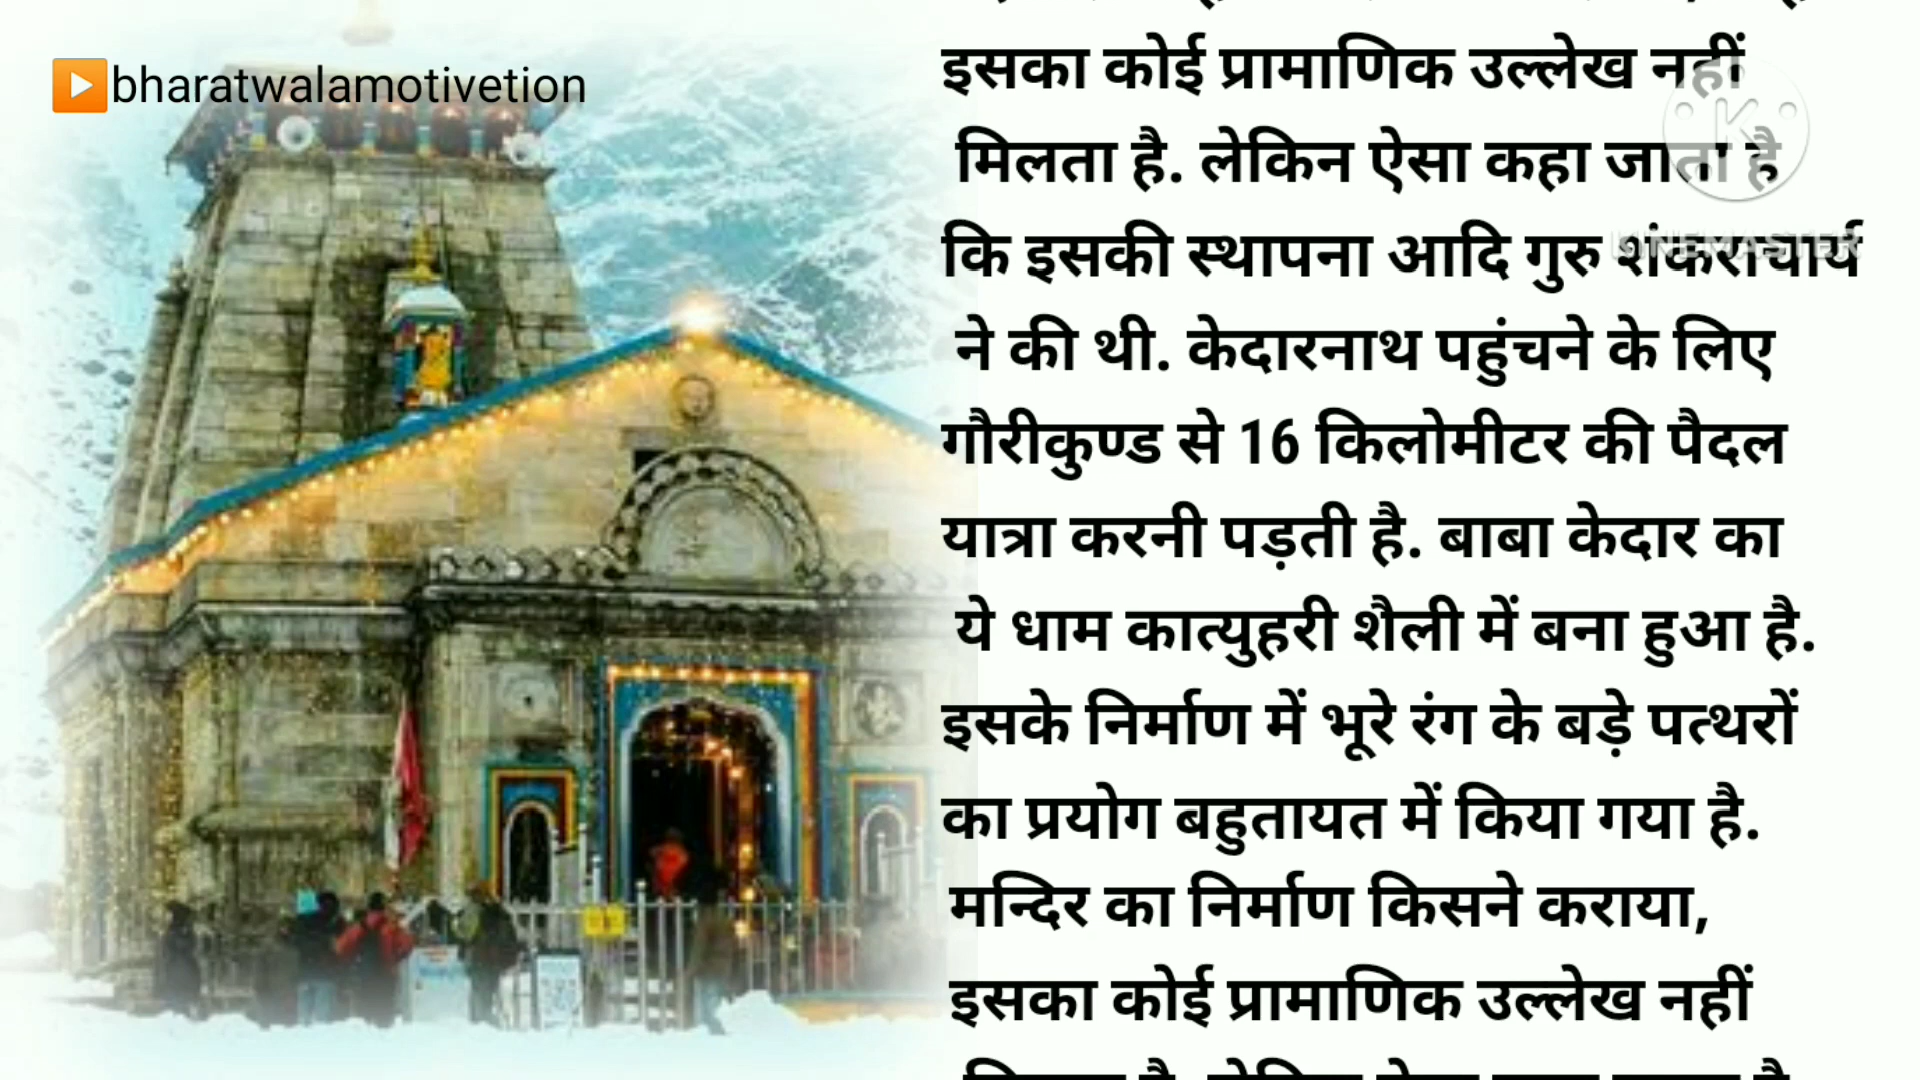 bharatwalamotivetion
इसका कोई प्रामाणिक उल्लेख नहीं
मिलता है. लेकिन ऐसा कहा जाता है
कि इसकी स्थापना आदि गुरु शंकराचार्य
ने की थी. केदारनाथ पहुंचने के लिए
गौरीकुण्ड से 16 किलोमीटर की पैदल
यात्रा करनी पड़ती है. बाबा केदार का
ये धाम कात्युहरी शैली में बना हुआ है.
इसके निर्माण में भूरे रंग के बड़े पत्थरों
का प्रयोग बहुतायत में किया गया है.
मन्दिर का निर्माण किसने कराया,
इसका कोई प्रामाणिक उल्लेख नहीं
K
KINEMASTER